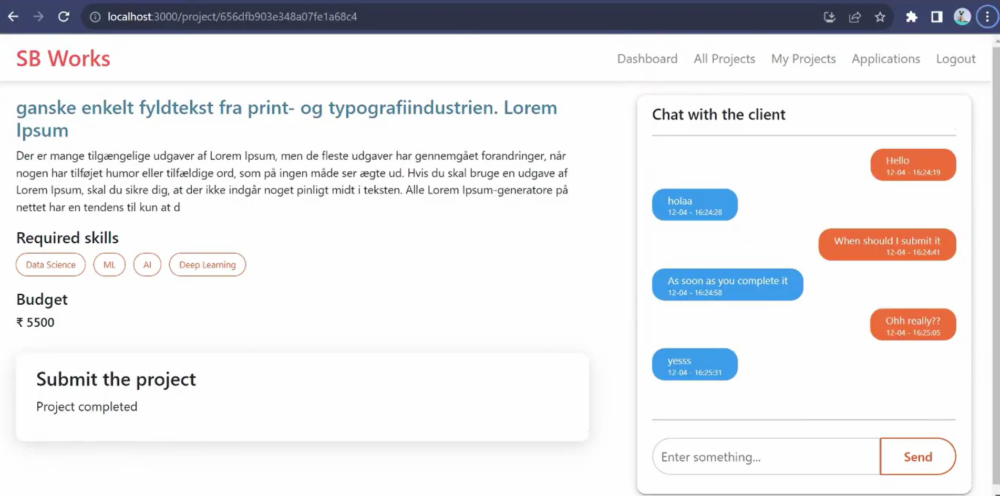 localhost:3000/project/656dfb903e348a07fe1a68c4
SB Works
Dashboard All Projects My Projects Applications Logout
ganske enkelt fyldtekst fra print- og typografiindustrien. Lorem
Ipsum
Der er mange tilgængelige udgaver af Lorem Ipsum, men de fleste udgaver har gennemgået forandringer, når
nogen har tilføjet humor eller tilfældige ord, som på ingen måde ser ægte ud. Hvis du skal bruge en udgave af
Lorem Ipsum, skal du sikre dig, at der ikke indgår noget pinligt midt i teksten. Alle Lorem Ipsum-generatore på
nettet har en tendens til kun at d
Required skills
Data Science ML AI Deep Learning
Budget
₹ 5500
Submit the project
Project completed
Chat with the client
Hello
12-04 - 16:24:19
holaa
12-04 - 16:24:28
When should I submit it
12-04 - 16:24:41
As soon as you complete it
12-04 - 16:24:58
Ohh really??
12-04 - 16:25:05
yesss
12-04 - 16:25:31
Enter something...
Send